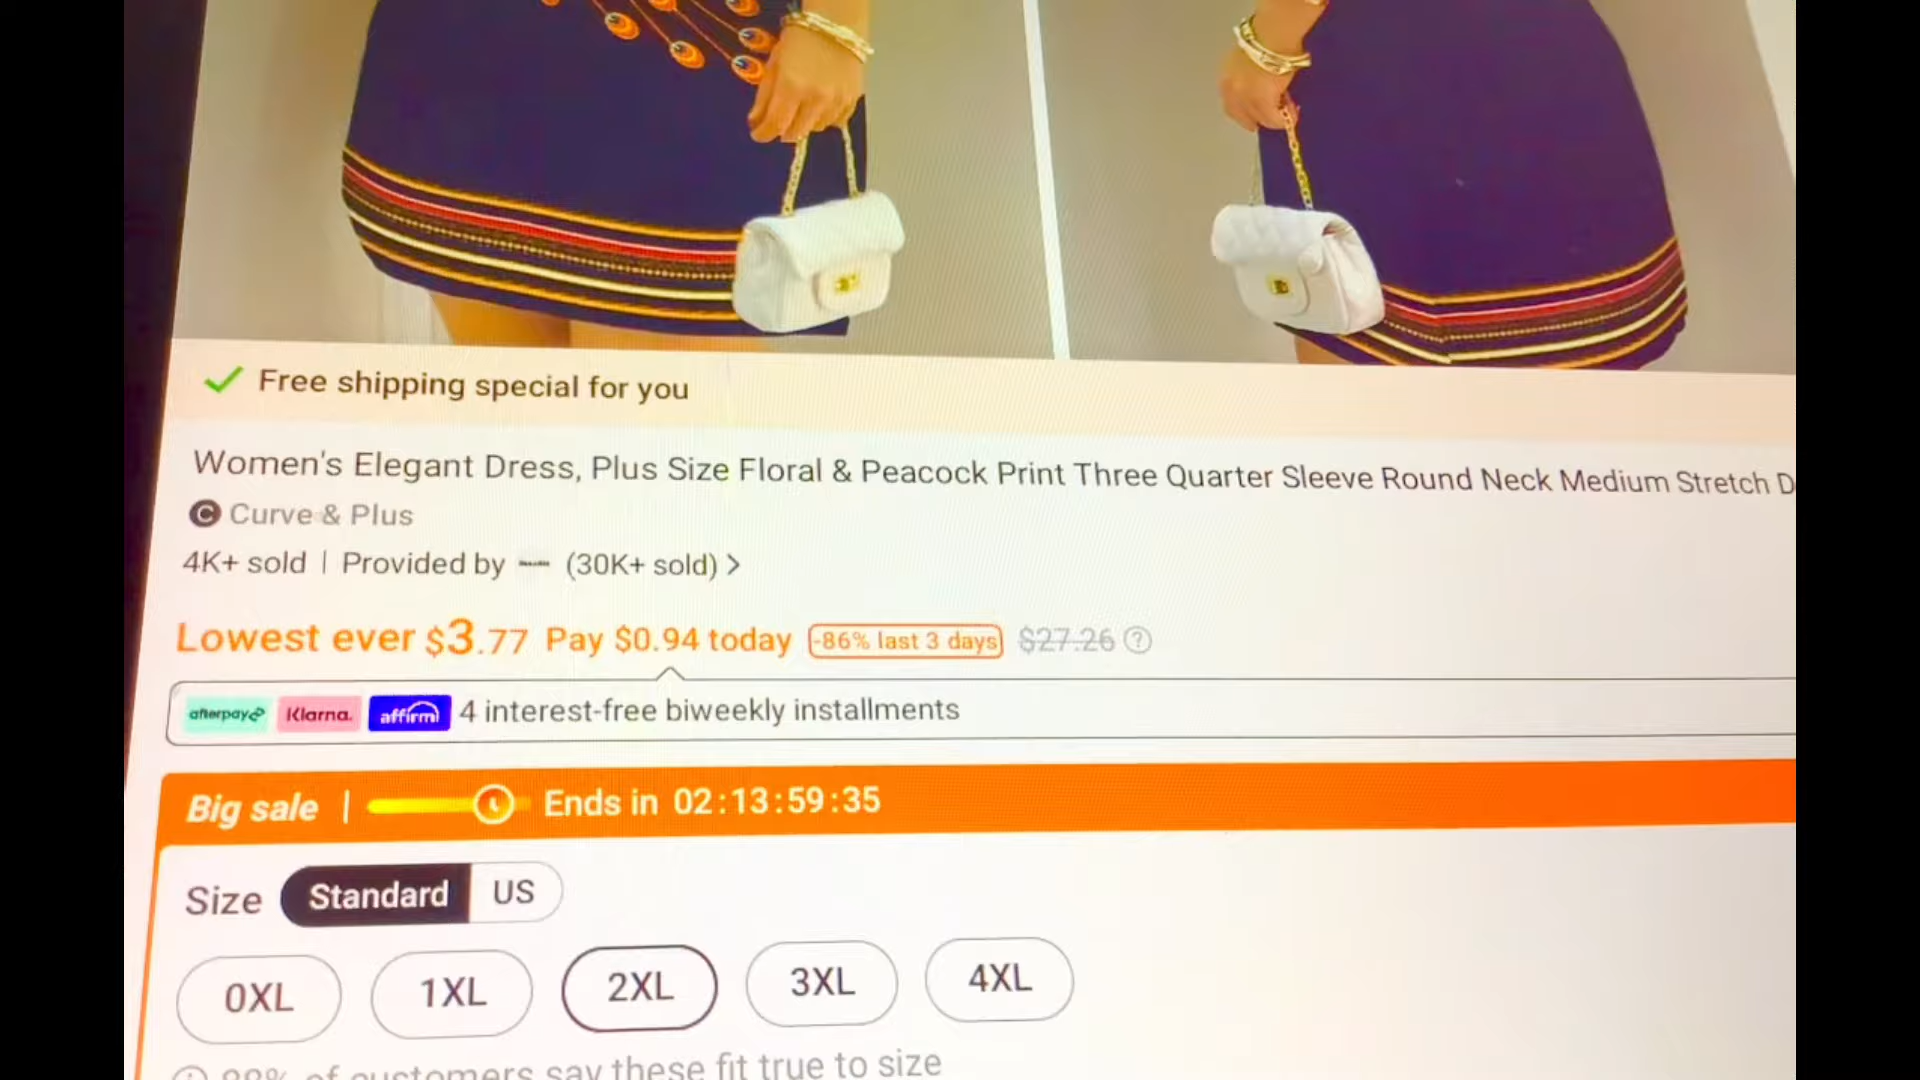 Free shipping special for you
Women's Elegant Dress, Plus Size Floral & Peacock Print Three Quarter Sleeve Round Neck Medium Stretch D
C Curve & Plus
4K+ sold | Provided by (30K+ sold) >
Lowest ever $3.77 Pay $0.94 today -86% last 3 days $27.26 ?
afterpay Klarna. affirm 4 interest-free biweekly installments
Big sale | Ends in 02:13:59:35
Size Standard US
0XL 1XL 2XL 3XL 4XL
of customers say these fit true to size